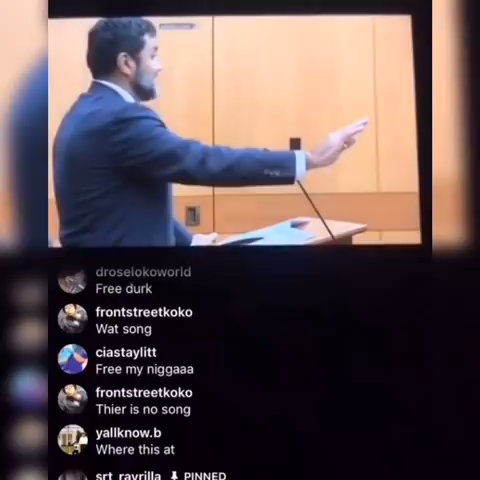 droselokoworld
Free durk
frontstreetkoko
Wat song
ciastaylitt
Free my niggaaa
frontstreetkoko
Thier is no song
yallknow.b
Where this at
srt_rayrilla PINNED